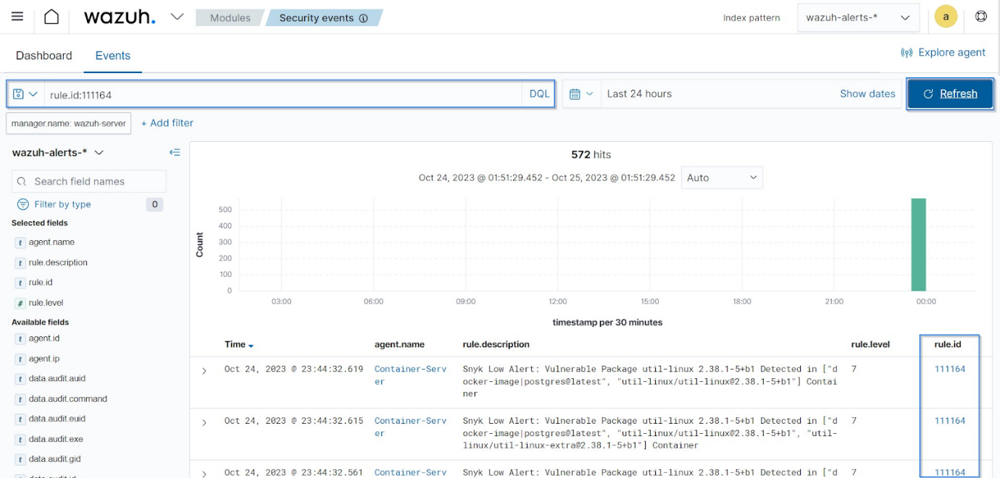 wazuh.
Modules
Security events
Index pattern
wazuh-alerts-*
a
Dashboard
Events
Explore agent
rule.id:111164
DQL
Last 24 hours
Show dates
Refresh
manager.name: wazuh-server
+ Add filter
wazuh-alerts-*
Search field names
Filter by type
0
Selected fields
t agent.name
t rule.description
t rule.id
# rule.level
Available fields
t agent.id
t agent.ip
t data.audit.auid
t data.audit.command
t data.audit.euid
t data.audit.exe
t data.audit.gid
t data.audit.id
572 hits
Oct 24, 2023 @ 01:51:29.452 - Oct 25, 2023 @ 01:51:29.452
Auto
Count
500
400
300
200
100
0
03:00 06:00 09:00 12:00 15:00 18:00 21:00 00:00
timestamp per 30 minutes
Time agent.name rule.description rule.level rule.id
Oct 24, 2023 @ 23:44:32.619 Container-Serv Snyk Low Alert: Vulnerable Package util-linux 2.38.1-5+b1 Detected in ["d 7 111164
er ocker-image|postgres@latest", "util-linux/util-linux@2.38.1-5+b1"] Contai
ner
Oct 24, 2023 @ 23:44:32.615 Container-Serv Snyk Low Alert: Vulnerable Package util-linux 2.38.1-5+b1 Detected in ["d 7 111164
er ocker-image|postgres@latest", "util-linux/util-linux@2.38.1-5+b1", "util-
linux/util-linux-extra@2.38.1-5+b1"] Container
Oct 24, 2023 @ 23:44:32.561 Container-Serv Snyk Low Alert: Vulnerable Package util-linux 2.38.1-5+b1 Detected in ["d 7 111164